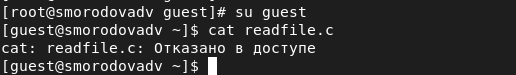 [root@smorodovadv guest]# su guest
[guest@smorodovadv ~]$ cat readfile.c
cat: readfile.c: Отказано в доступе
[guest@smorodovadv ~]$